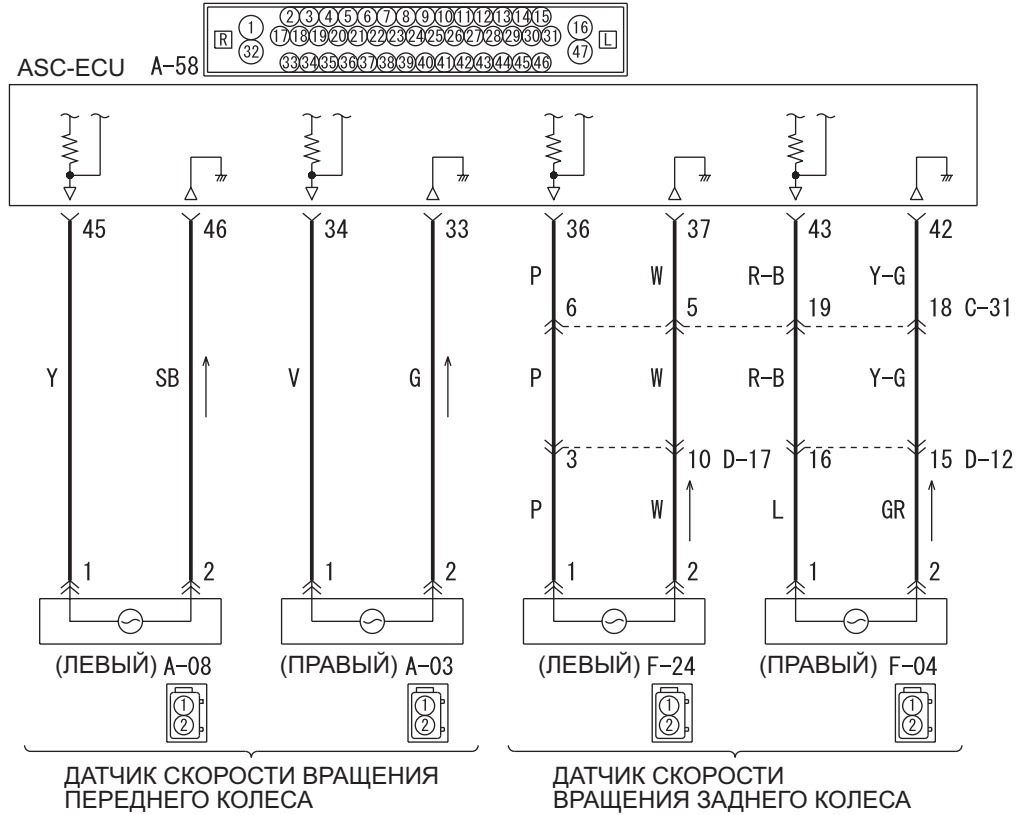 ① ②③④⑤⑥⑦⑧⑨⑩⑪⑫⑬⑭⑮ ⑯
R ⑰⑱⑲⑳㉑㉒㉓㉔㉕㉖㉗㉘㉙㉚㉛ L
㉜ ㉝㉞㉟㊱㊲㊳㊴㊵㊶㊷㊸㊹㊺㊻ ㊼
ASC-ECU A-58
45 46 34 33 36 37 43 42
P W R-B Y-G
6 5 19 18 C-31
Y SB V G P W R-B Y-G
3 10 D-17 16 15 D-12
P W L GR
1 2 1 2 1 2 1 2
(ЛЕВЫЙ) A-08 (ПРАВЫЙ) A-03 (ЛЕВЫЙ) F-24 (ПРАВЫЙ) F-04
① ① ① ①
② ② ② ②
ДАТЧИК СКОРОСТИ ВРАЩЕНИЯ
ПЕРЕДНЕГО КОЛЕСА
ДАТЧИК СКОРОСТИ
ВРАЩЕНИЯ ЗАДНЕГО КОЛЕСА